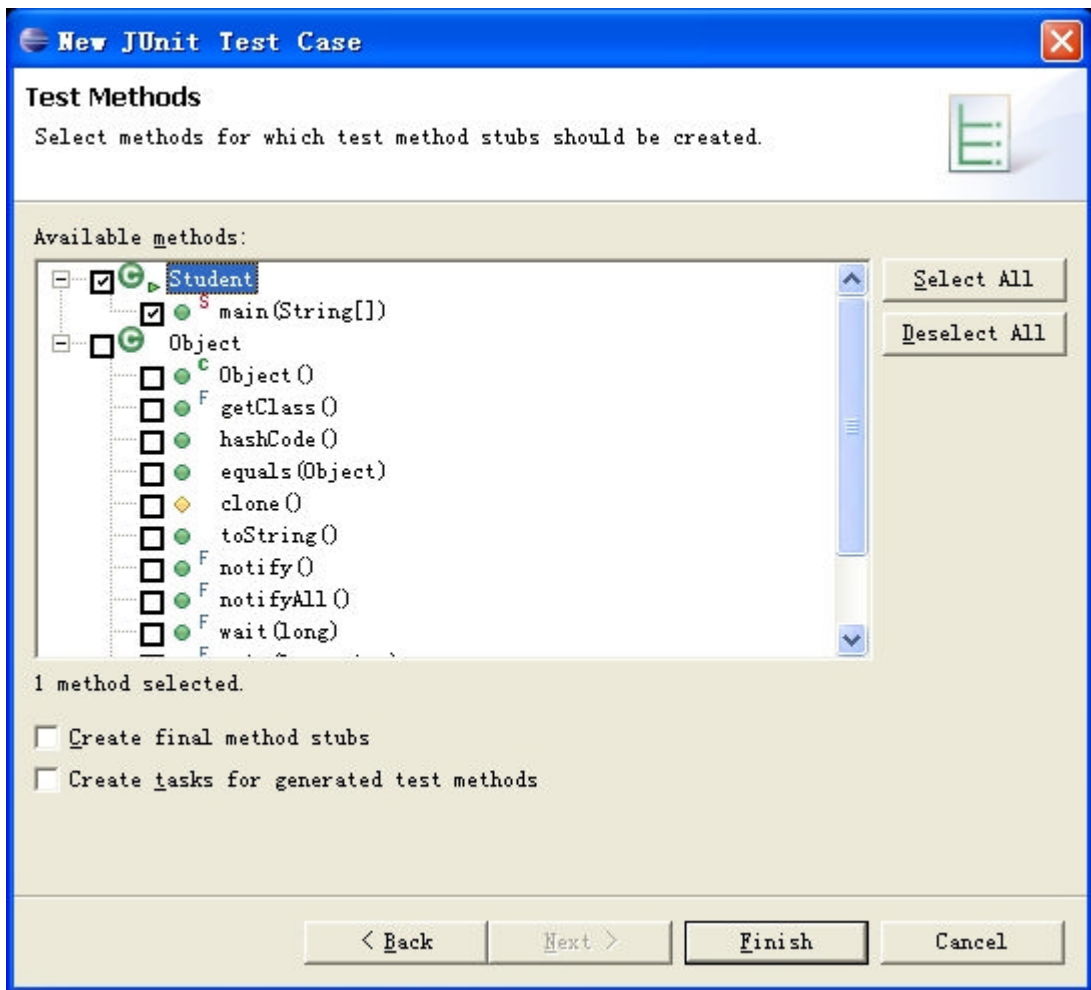 New JUnit Test Case
Test Methods
Select methods for which test method stubs should be created.
Available methods:
Student
S main(String[])
Object
C Object()
F getClass()
hashCode()
equals(Object)
clone()
toString()
F notify()
F notifyAll()
F wait(long)
F
Select All
Deselect All
1 method selected.
Create final method stubs
Create tasks for generated test methods
< Back
Next >
Finish
Cancel